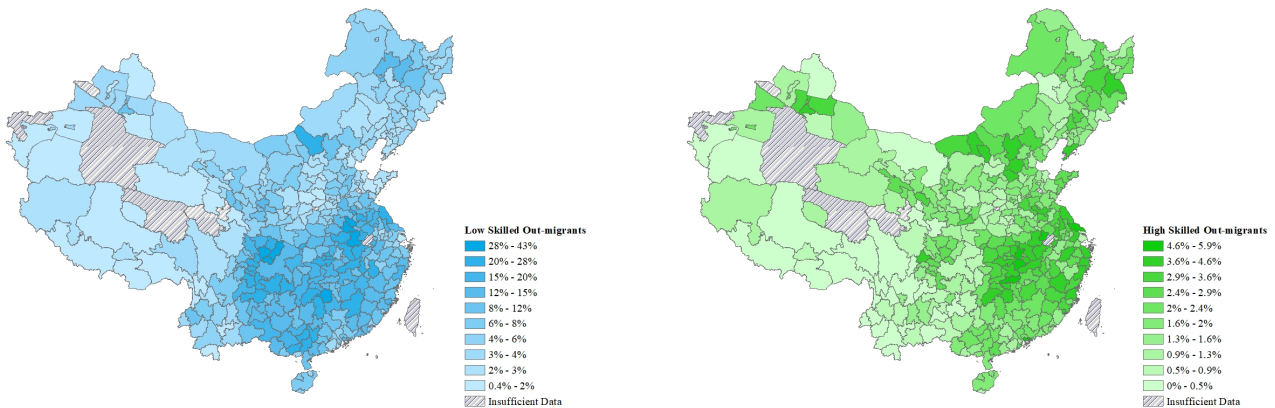 Low Skilled Out-migrants
28% - 43%
20% - 28%
15% - 20%
12% - 15%
8% - 12%
6% - 8%
4% - 6%
3% - 4%
2% - 3%
0.4% - 2%
Insufficient Data
High Skilled Out-migrants
4.6% - 5.9%
3.6% - 4.6%
2.9% - 3.6%
2.4% - 2.9%
2% - 2.4%
1.6% - 2%
1.3% - 1.6%
0.9% - 1.3%
0.5% - 0.9%
0% - 0.5%
Insufficient Data